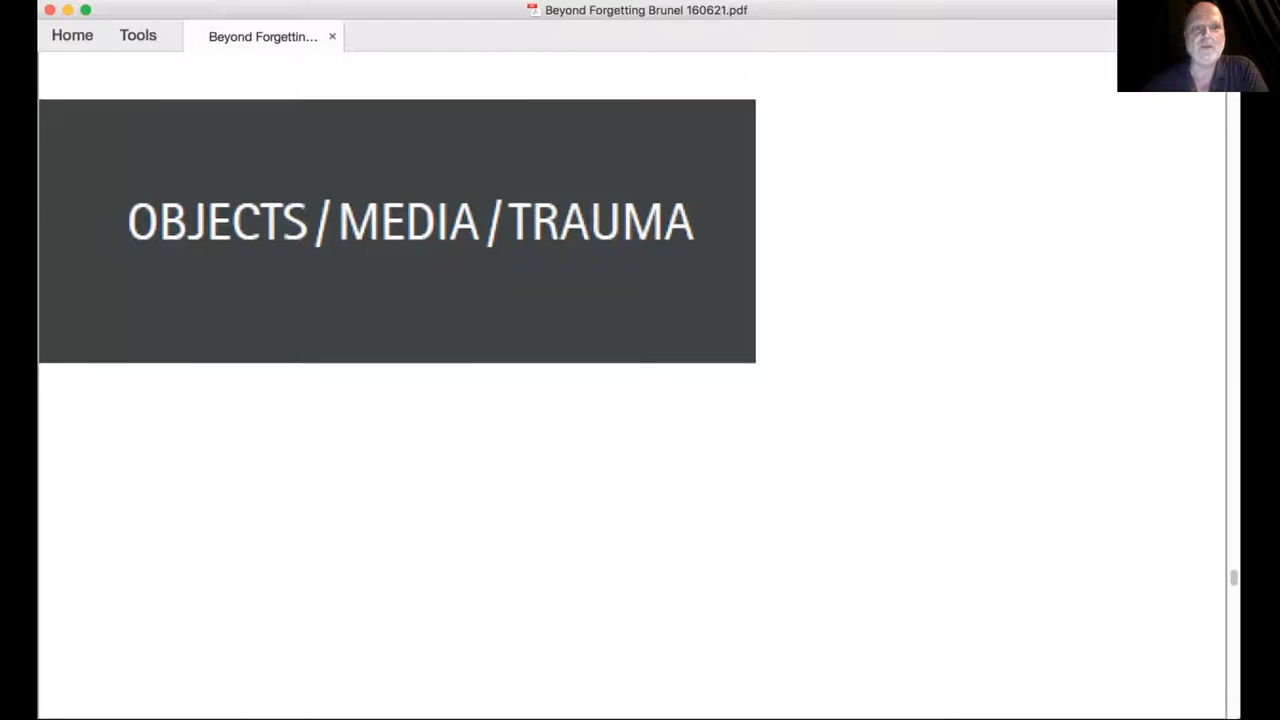 Beyond Forgetting Brunel 160621.pdf
Home Tools Beyond Forgettin... ×
OBJECTS / MEDIA / TRAUMA